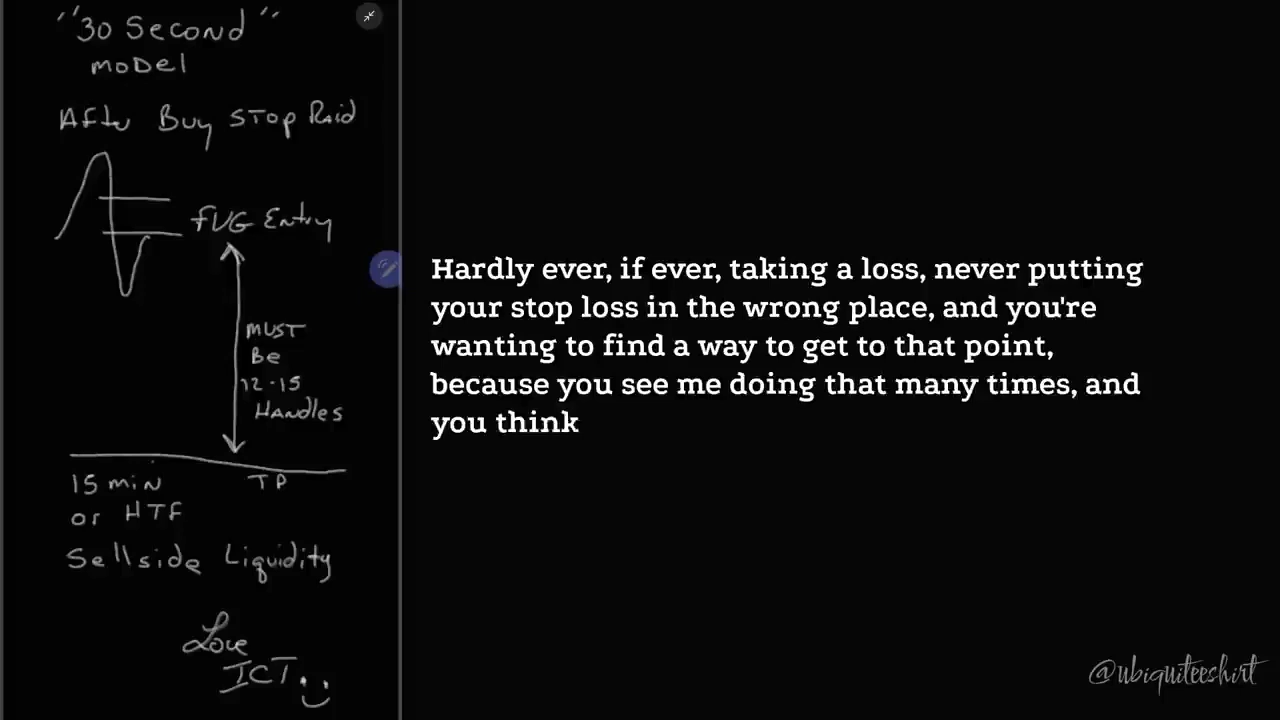 "30 Second"
MODel
After Buy STOP Raid
FVG Entry
MUST
Be
12-15
HANdles
15 MIN
or HTF
TP
Sellside Liquidity
Love
ICT
Hardly ever, if ever, taking a loss, never putting
your stop loss in the wrong place, and you're
wanting to find a way to get to that point,
because you see me doing that many times, and
you think
@ubiquiteeshirt